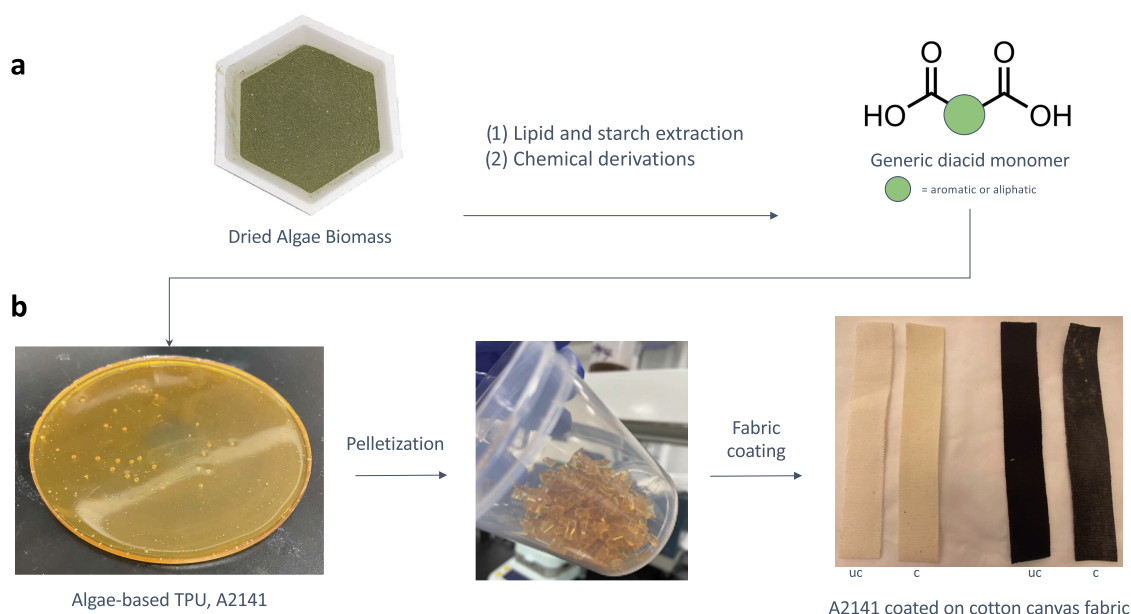 a
O
O
HO
OH
(1) Lipid and starch extraction
(2) Chemical derivations
Generic diacid monomer
= aromatic or aliphatic
Dried Algae Biomass
b
Pelletization
Fabric
coating
uc
c
uc
c
Algae-based TPU, A2141
A2141 coated on cotton canvas fabric